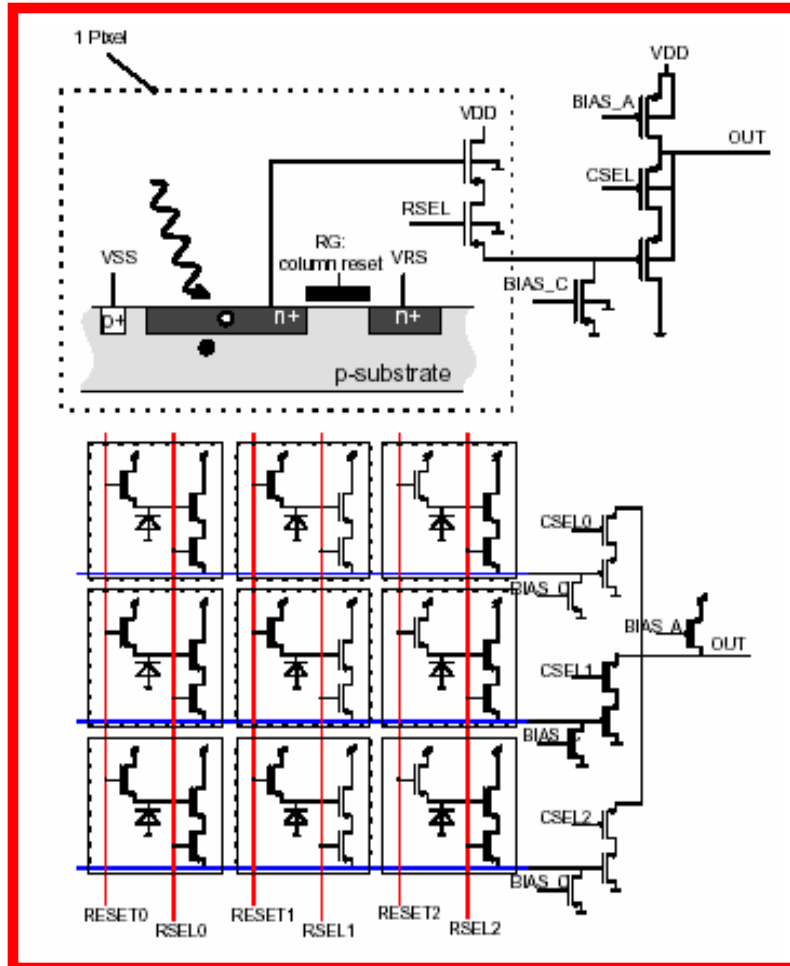 1 Pixel
VDD
BIAS_A
VDD
OUT
CSEL
RSEL
RG:
column reset
VSS
VRS
BIAS_C
p+
n+
n+
p-substrate
CSEL0
BIAS_C
BIAS_A
OUT
CSEL1
BIAS_C
CSEL2
BIAS_C
RESET0
RSEL0
RESET1
RSEL1
RESET2
RSEL2